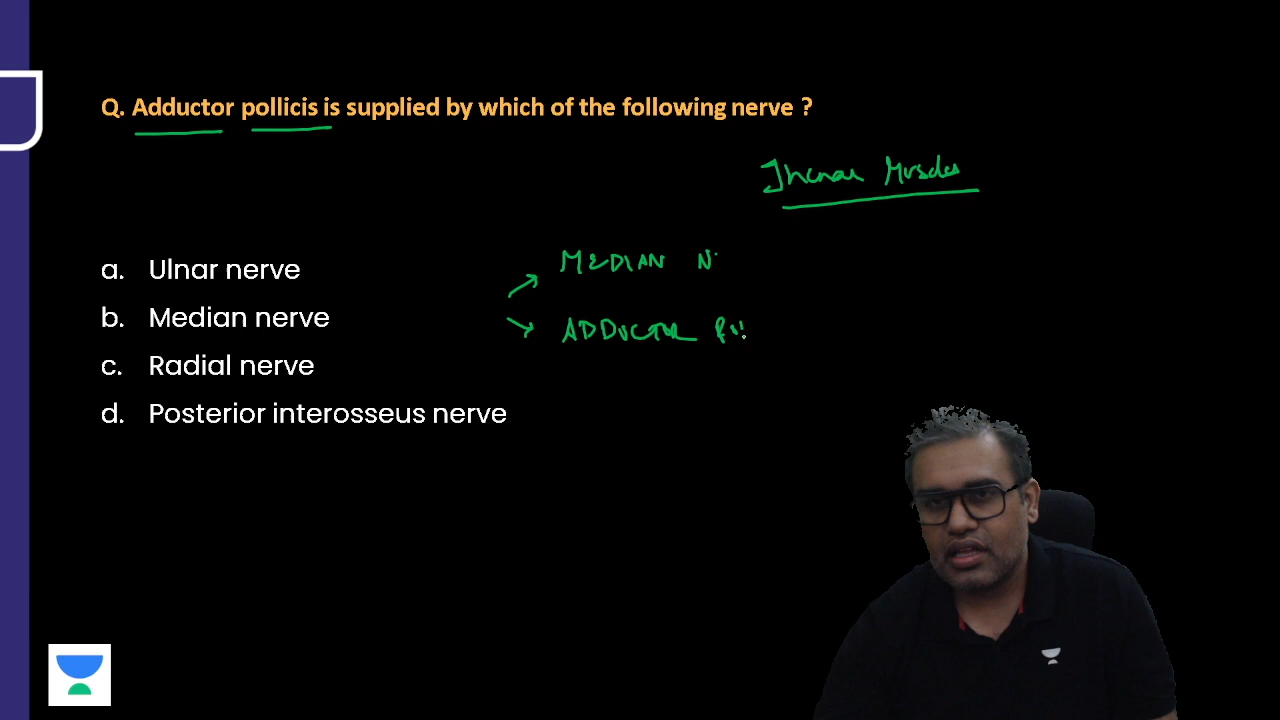 Q. Adductor pollicis is supplied by which of the following nerve ?
Thenar Muscles
a. Ulnar nerve
b. Median nerve
c. Radial nerve
d. Posterior interosseus nerve
MEDIAN N.
ADDUCTOR